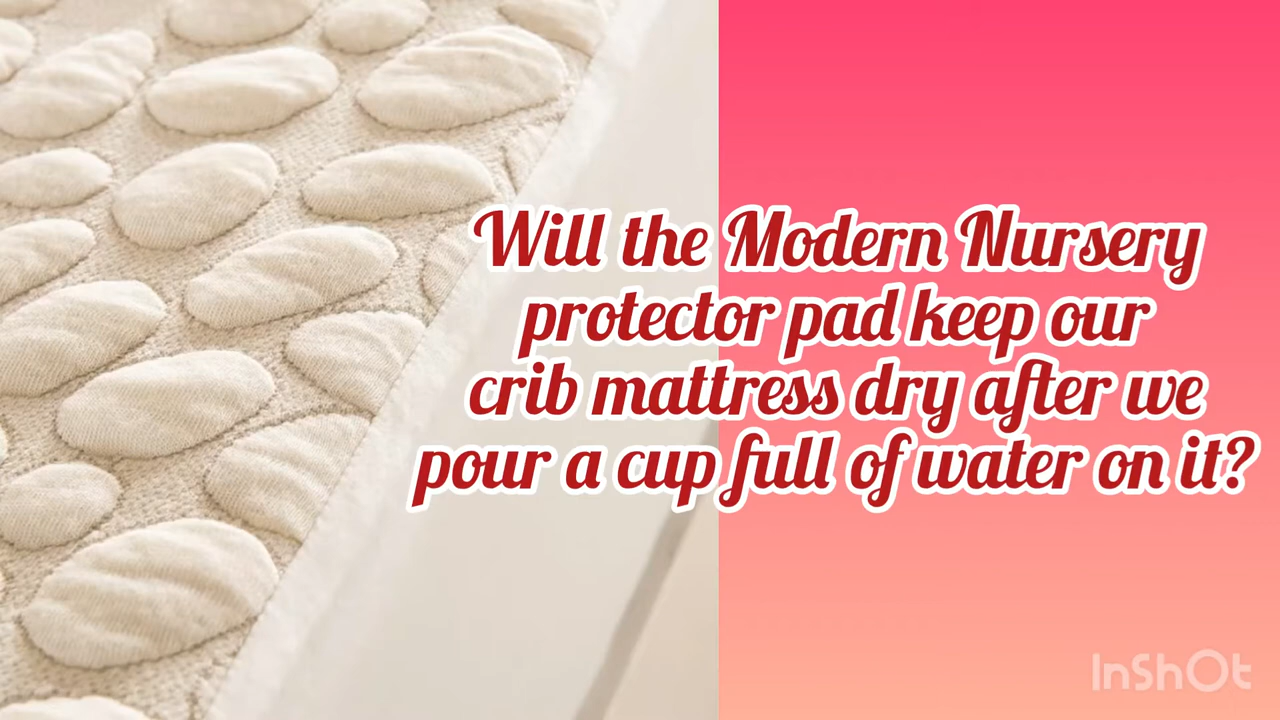 Will the Modern Nursery
protector pad keep our
crib mattress dry after we
pour a cup full of water on it?
InShOt